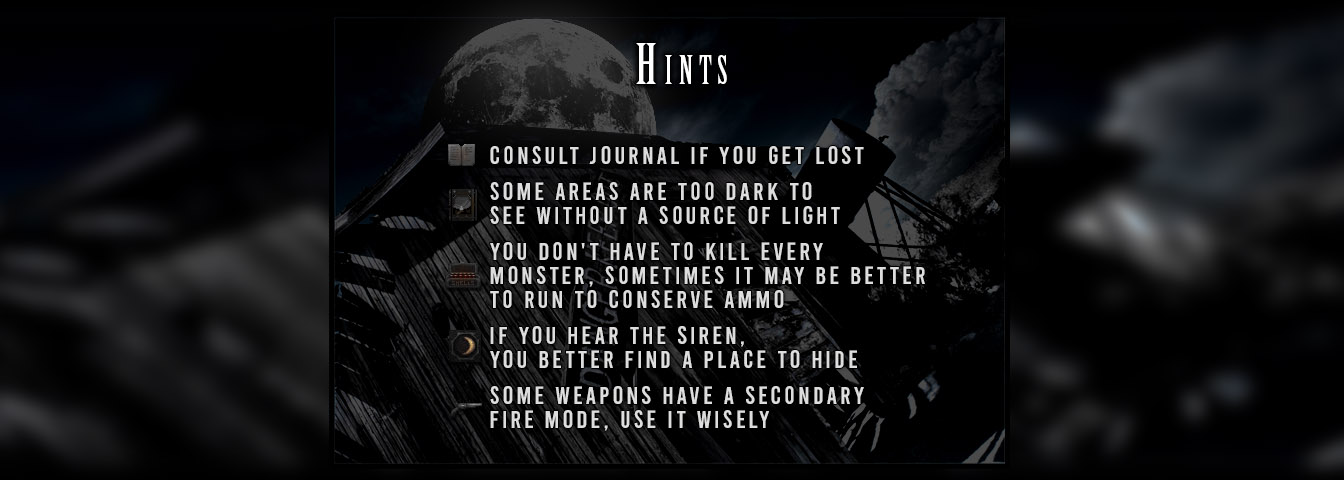 HINTS
CONSULT JOURNAL IF YOU GET LOST
SOME AREAS ARE TOO DARK TO
SEE WITHOUT A SOURCE OF LIGHT
YOU DON'T HAVE TO KILL EVERY
MONSTER, SOMETIMES IT MAY BE BETTER
TO RUN TO CONSERVE AMMO
IF YOU HEAR THE SIREN,
YOU BETTER FIND A PLACE TO HIDE
SOME WEAPONS HAVE A SECONDARY
FIRE MODE, USE IT WISELY